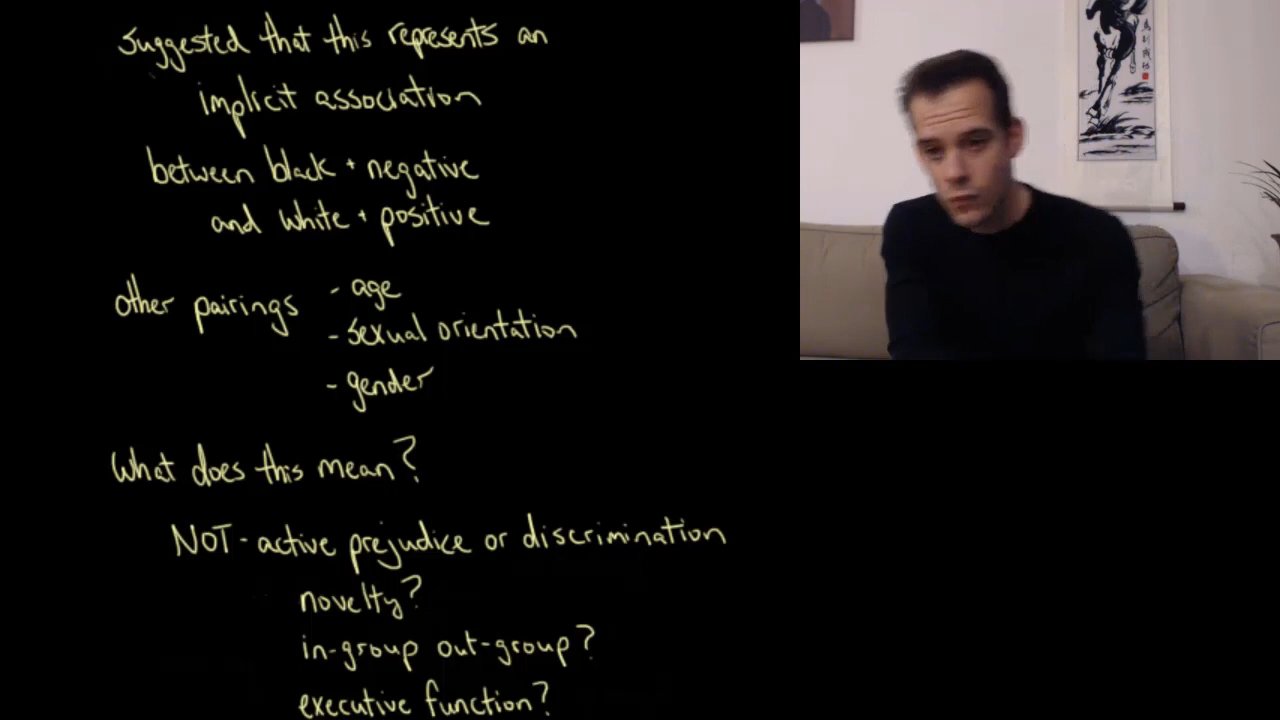 suggested that this represents an
implicit association
between black + negative
and white + positive
other pairings - age
- sexual orientation
- gender
What does this mean?
NOT - active prejudice or discrimination
novelty?
in-group out-group?
executive function?